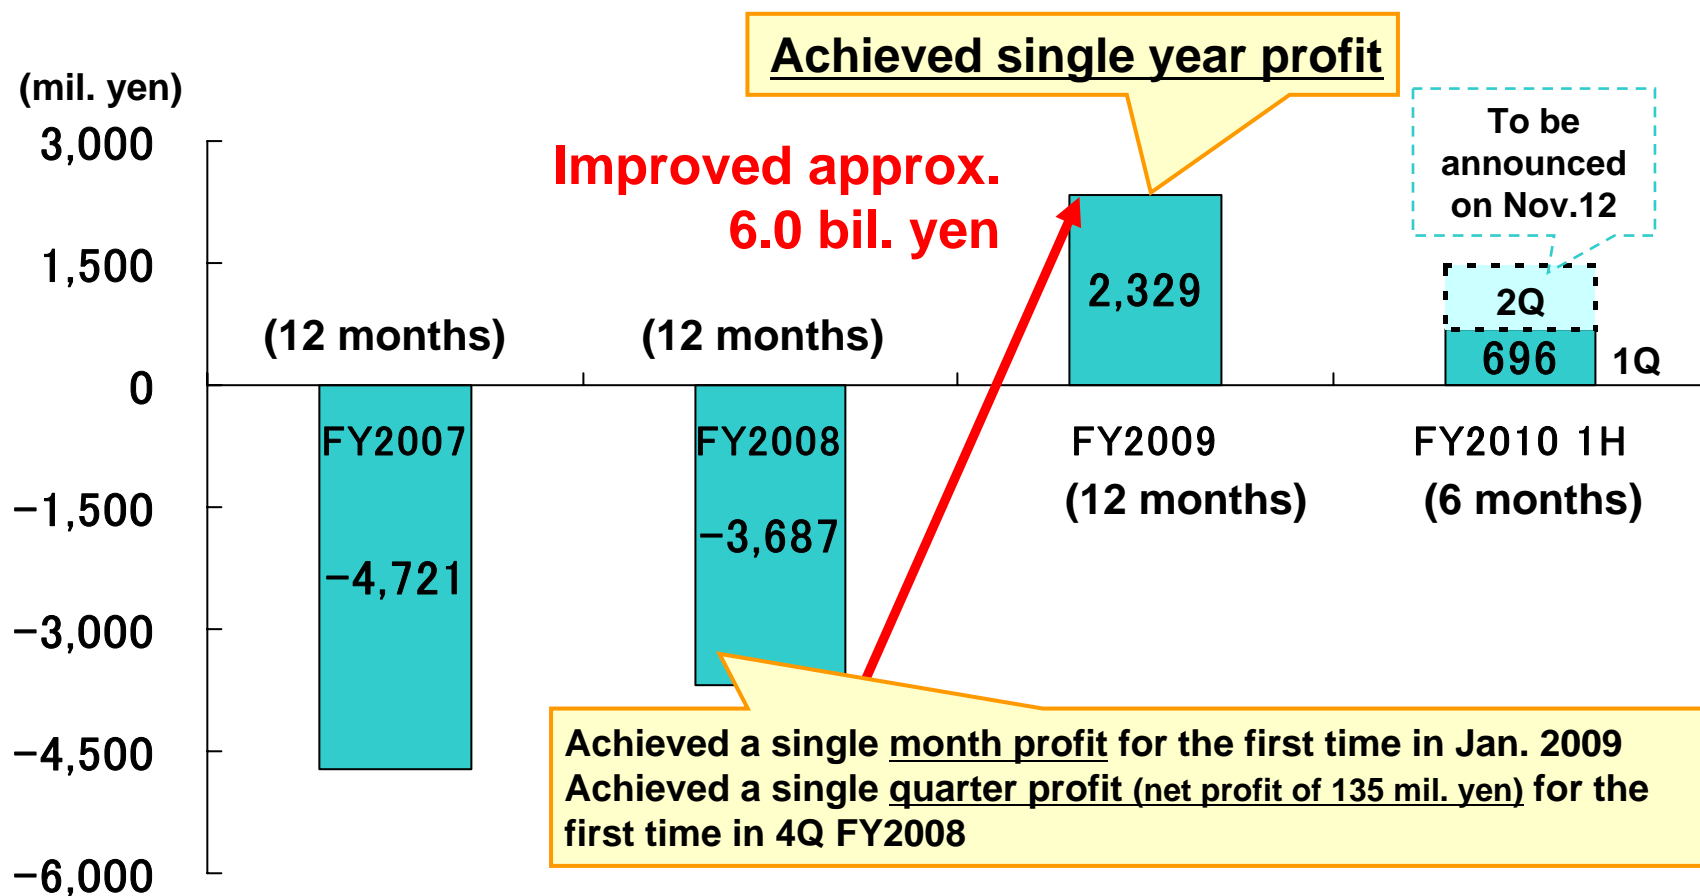 Achieved single year profit
(mil. yen)
To be
announced
on Nov.12
3,000
Improved approx.
6.0 bil. yen
1,500
2,329
2Q
(12 months)
(12 months)
696
1Q
0
FY2007
FY2008
FY2009
FY2010 1H
(12 months)
(6 months)
−1,500
−3,687
−4,721
−3,000
−4,500
Achieved a single month profit for the first time in Jan. 2009
Achieved a single quarter profit (net profit of 135 mil. yen) for the
first time in 4Q FY2008
−6,000